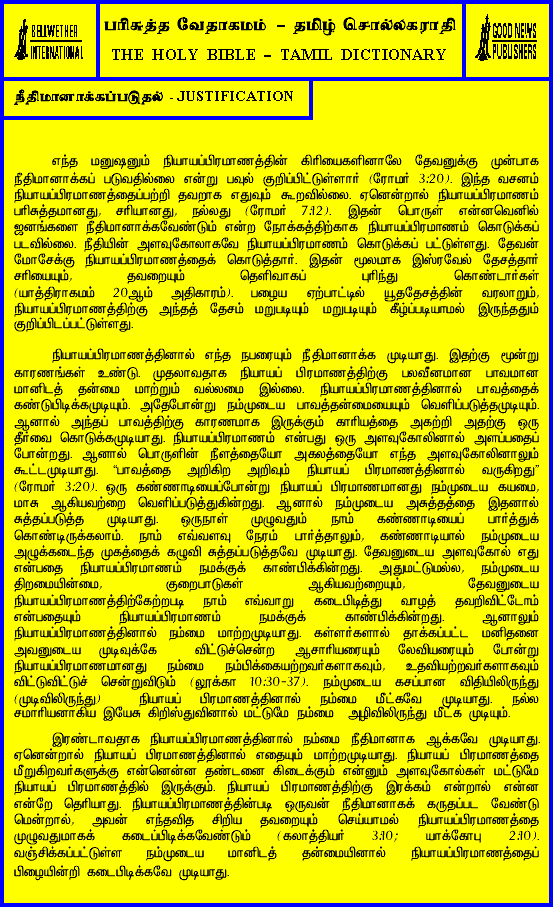 BELLWETHER
INTERNATIONAL
பரிசுத்த வேதாகமம் – தமிழ் சொல்லகராதி
THE HOLY BIBLE – TAMIL DICTIONARY
GOOD NEWS
PUBLISHERS
நீதிமானாக்கப்படுதல் - JUSTIFICATION
எந்த மனுஷனும் நியாயப்பிரமாணத்தின் கிரியைகளினாலே தேவனுக்கு முன்பாக
நீதிமானாகக் படுவதில்லை என்று பவுல் குறிப்பிட்டுள்ளார் (ரோமர் 3:20). இந்த வசனம்
நியாயப்பிரமாணத்தைப்பற்றி தவறாக எதுவும் கூறவில்லை. ஏனென்றால் நியாயப்பிரமாணம்
பரிசுத்தமானது, சரியானது, நல்லது (ரோமர் 7:12). இதன் பொருள் என்னவெனில்
ஜனங்களை நீதிமானாக்கவேண்டும் என்ற நோக்கத்திற்காக நியாயப்பிரமாணம் கொடுக்கப்
படவில்லை. நீதியின் அளவுகோலாகவே நியாயப்பிரமாணம் கொடுக்கப் பட்டுள்ளது. தேவன்
மோசேக்கு நியாயப்பிரமாணத்தைக் கொடுத்தார். இதன் மூலமாக இஸ்ரவேல் தேசத்தார்
சரியையும், தவறையும் தெளிவாகப் புரிந்து கொண்டார்கள்
(யாத்திராகமம் 20ஆம் அதிகாரம்). பழைய ஏற்பாட்டில் யூததேசத்தின் வரலாறும்,
நியாயப்பிரமாணத்திற்கு அந்தத் தேசம் மறுபடியும் மறுபடியும் கீழ்ப்படியாமல் இருந்ததும்
குறிப்பிடப்பட்டுள்ளது.
நியாயப்பிரமாணத்தினால் எந்த நபரையும் நீதிமானாக்க முடியாது. இதற்கு மூன்று
காரணங்கள் உண்டு. முதலாவதாக நியாயப் பிரமாணத்திற்கு பலவீனமான பாவமான
மானிடத் தன்மை மாற்றும் வல்லமை இல்லை. நியாயப்பிரமாணத்தினால் பாவத்தைக்
கண்டுபிடிக்கமுடியும். அதேபோன்று நம்முடைய பாவத்தன்மையையும் வெளிப்படுத்தமுடியும்.
ஆனால் அந்தப் பாவத்திற்கு காரணமாக இருக்கும் காரியத்தை அகற்றி அதற்கு ஒரு
தீர்வை கொடுக்கமுடியாது. நியாயப்பிரமாணம் என்பது ஒரு அளவுகோலினால் அளப்பதைப்
போன்றது. ஆனால் பொருளின் நீளத்தையோ அகலத்தையோ எந்த அளவுகோலினாலும்
கூட்டமுடியாது. “பாவத்தை அறிகிற அறிவும் நியாயப் பிரமாணத்தினால் வருகிறது”
(ரோமர் 3:20). ஒரு கண்ணாடியைப்போன்று நியாயப் பிரமாணமானது நம்முடைய கயமை,
மாசு ஆகியவற்றை வெளிப்படுத்துகின்றது. ஆனால் நம்முடைய அசுத்தத்தை இதனால்
சுத்தப்படுத்த முடியாது. ஒருநாள் முழுவதும் நாம் கண்ணாடியைப் பார்த்துக்
கொண்டிருக்கலாம். நாம் எவ்வளவு நேரம் பார்த்தாலும், கண்ணாடியால் நம்முடைய
அழுக்கடைந்த முகத்தைக் கழுவி சுத்தப்படுத்தவே முடியாது. தேவனுடைய அளவுகோல் எது
என்பதை நியாயப்பிரமாணம் நமக்குக் காண்பிக்கின்றது. அதுமட்டுமல்ல, நம்முடைய
திறமையின்மை, குறைபாடுகள் ஆகியவற்றையும், தேவனுடைய
நியாயப்பிரமாணத்திற்கேற்றபடி நாம் எவ்வாறு கடைபிடித்து வாழத் தவறிவிட்டோம்
என்பதையும் நியாயப்பிரமாணம் நமக்குக் காண்பிக்கின்றது. ஆனாலும்
நியாயப்பிரமாணத்தினால் நம்மை மாற்றமுடியாது. கள்ளர்களால் தாக்கப்பட்ட மனிதனை
அவனுடைய முடிவுக்கே விட்டுச்சென்ற ஆசாரியரையும் லேவியரையும் போன்று
நியாயப்பிரமாணமானது நம்மை நம்பிக்கையற்றவர்களாகவும், உதவியற்றவர்களாகவும்
விட்டுவிட்டுச் சென்றுவிடும் (லூக்கா 10:30-37). நம்முடைய கசப்பான விதியிலிருந்து
(முடிவிலிருந்து) நியாயப் பிரமாணத்தினால் நம்மை மீட்கவே முடியாது. நல்ல
சமாரியனாகிய இயேசு கிறிஸ்துவினால் மட்டுமே நம்மை அழிவிலிருந்து மீட்க முடியும்.
இரண்டாவதாக நியாயப்பிரமாணத்தினால் நம்மை நீதிமானாக ஆக்கவே முடியாது.
ஏனென்றால் நியாயப் பிரமாணத்தினால் எதையும் மாற்றமுடியாது. நியாயப் பிரமாணத்தை
மீறுகிறவர்களுக்கு என்னென்ன தண்டனை கிடைக்கும் என்னும் அளவுகோல்கள் மட்டுமே
நியாயப் பிரமாணத்தில் இருக்கும். நியாயப் பிரமாணத்திற்கு இரக்கம் என்றால் என்ன
என்றே தெரியாது. நியாயப்பிரமாணத்தின்படி ஒருவன் நீதிமானாகக் கருதப்பட வேண்டு
மென்றால், அவன் எந்தவித சிறிய தவறையும் செய்யாமல் நியாயப்பிரமாணத்தை
முழுவதுமாகக் கடைப்பிடிக்கவேண்டும் (கலாத்தியர் 3:10; யாக்கோபு 2:10).
வஞ்சிக்கப்பட்டுள்ள நம்முடைய மானிடத் தன்மையினால் நியாயப்பிரமாணத்தைப்
பிழையின்றி கடைபிடிக்கவே முடியாது.